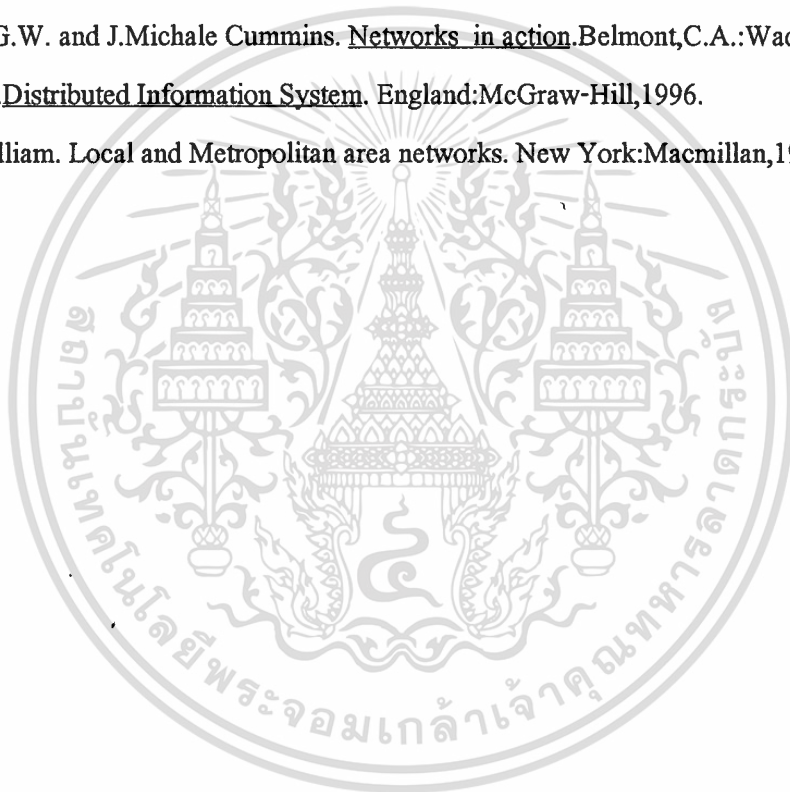 G.W. and J.Michale Cummins. Networks in action.Belmont,C.A.:Wad
.Distributed Information System. England:McGraw-Hill,1996.
lliam. Local and Metropolitan area networks. New York:Macmillan,19
สถาบันเทคโนโลยีพระจอมเกล้าเจ้าคุณทหารลาดกระบัง